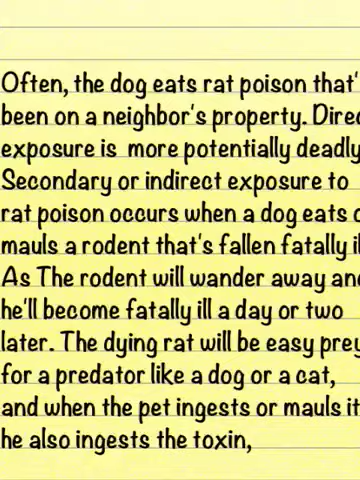 Often, the dog eats rat poison that'
been on a neighbor's property. Direc
exposure is  more potentially deadly
Secondary or indirect exposure to
rat poison occurs when a dog eats o
mauls a rodent that's fallen fatally il
As The rodent will wander away an
he'll become fatally ill a day or two
later. The dying rat will be easy prey
for a predator like a dog or a cat,
and when the pet ingests or mauls it
he also ingests the toxin,